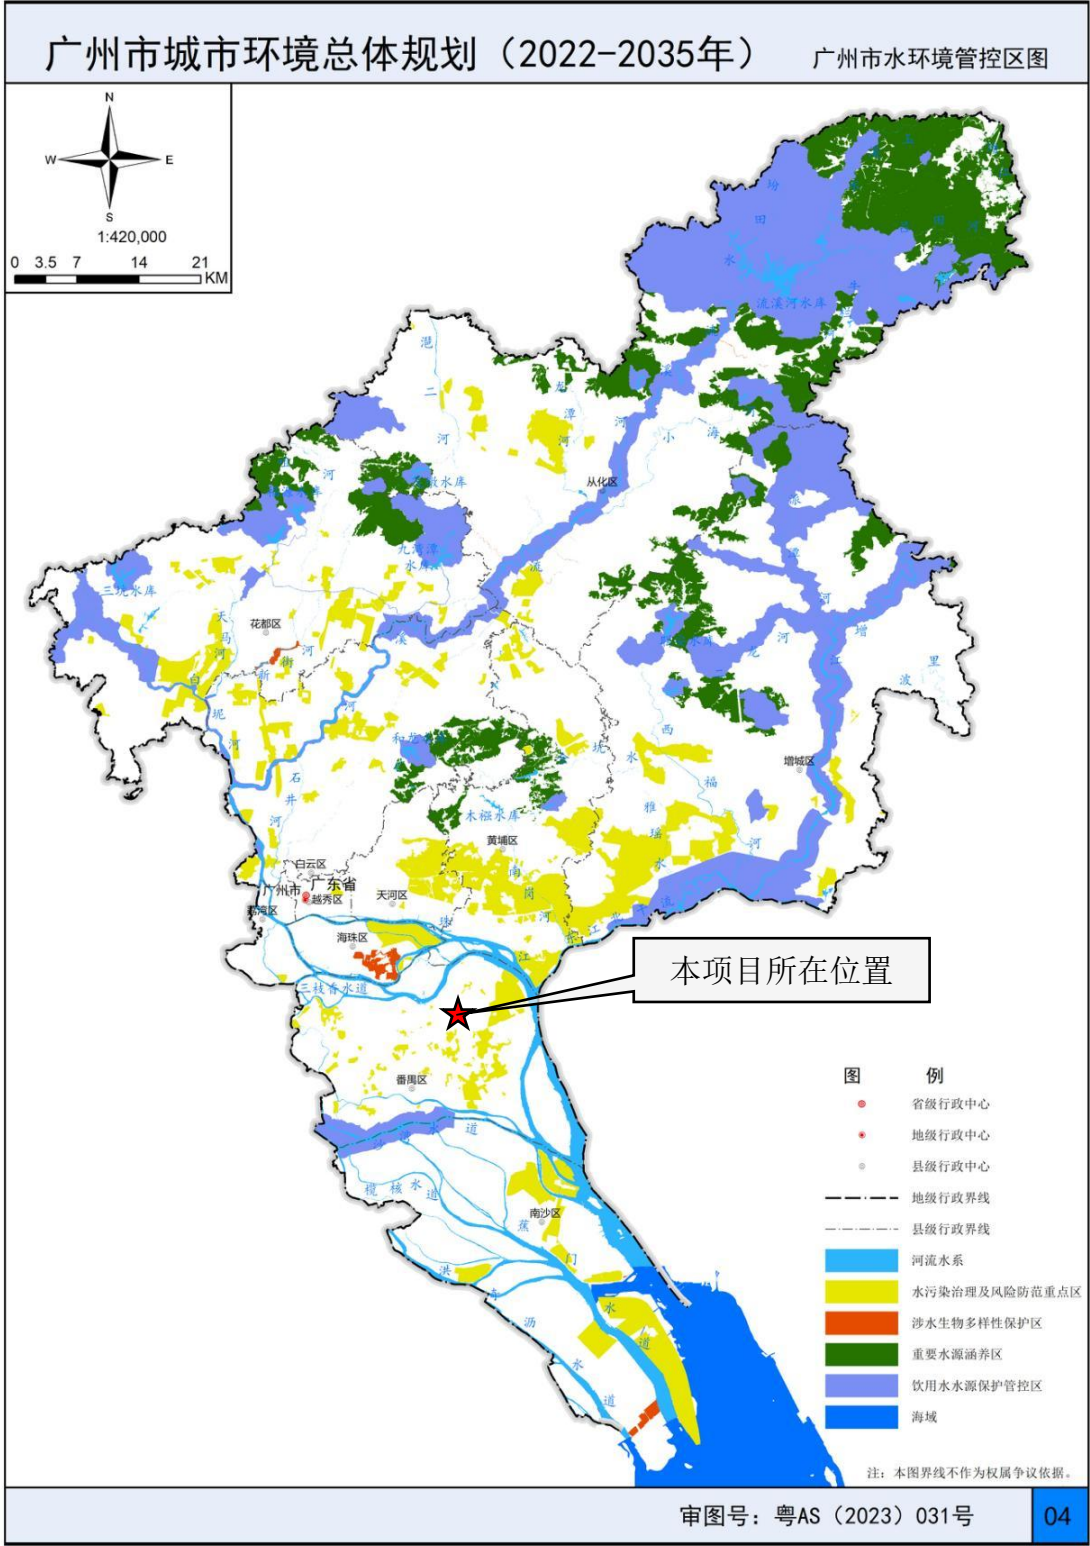 广州市城市环境总体规划（2022-2035年）
广州市水环境管控区图
N
W
E
S
1:420,000
0 3.5 7 14 21
KM
流溪河水库
从化区
九湾潭
水库
三坑水库
花都区
增城区
木强水库
黄埔区
白云区
广州市
广东省
越秀区
天河区
荔湾区
海珠区
三枝香水道
本项目所在位置
番禺区
南沙区
图 例
省级行政中心
地级行政中心
县级行政中心
地级行政界线
县级行政界线
河流水系
水污染治理及风险防范重点区
涉水生物多样性保护区
重要水源涵养区
饮用水水源保护管控区
海域
注：本图界线不作为权属争议依据。
审图号：粤AS（2023）031号
04